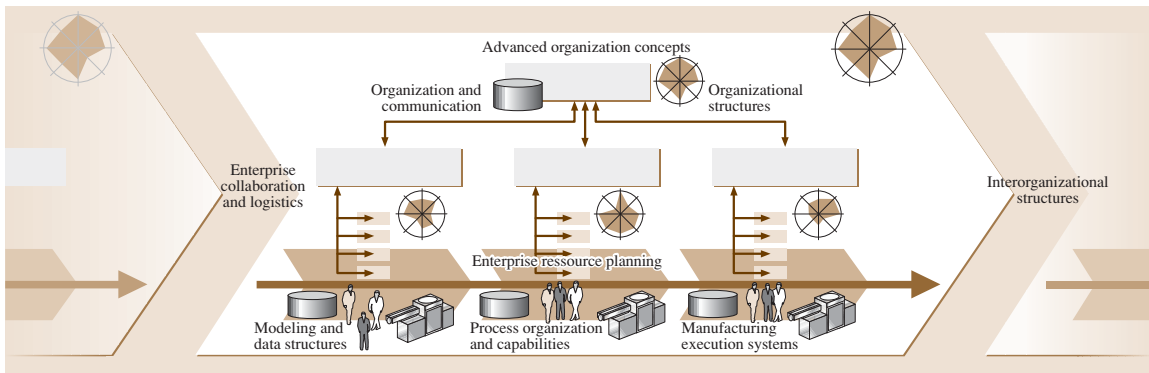 Advanced organization concepts
Organization and
communication
Organizational
structures
Enterprise
collaboration
and logistics
Interorganizational
structures
Enterprise ressource planning
Modeling and
data structures
Process organization
and capabilities
Manufacturing
execution systems